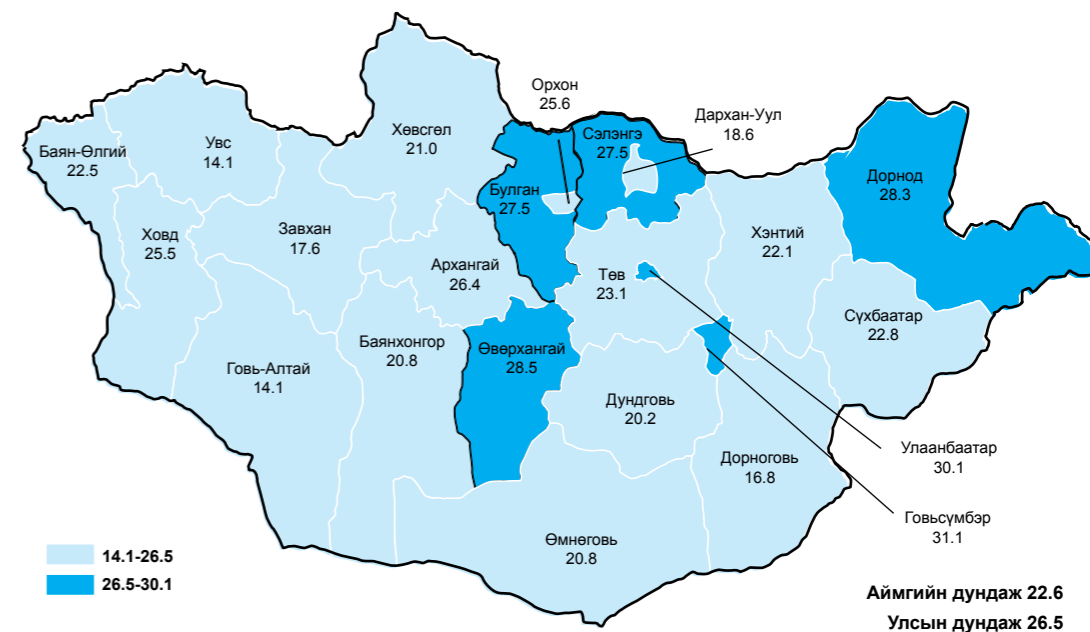 Орхон
25.6
Дархан-Уул
18.6
Сэлэнгэ
27.5
Хөвсгөл
21.0
Увс
14.1
Баян-Өлгий
22.5
Дорнод
28.3
Булган
27.5
Ховд
25.5
Завхан
17.6
Хэнтий
22.1
Архангай
26.4
Төв
23.1
Сүхбаатар
22.8
Баянхонгор
20.8
Өвөрхангай
28.5
Говь-Алтай
14.1
Дундговь
20.2
Улаанбаатар
30.1
Дорноговь
16.8
Говьсүмбэр
31.1
Өмнөговь
20.8
14.1-26.5
26.5-30.1
Аймгийн дундаж 22.6
Улсын дундаж 26.5